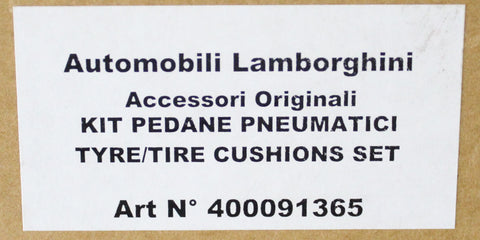 Automobili Lamborghini
Accessori Originali
KIT PEDANE PNEUMATICI
TYRE/TIRE CUSHIONS SET
Art N° 400091365